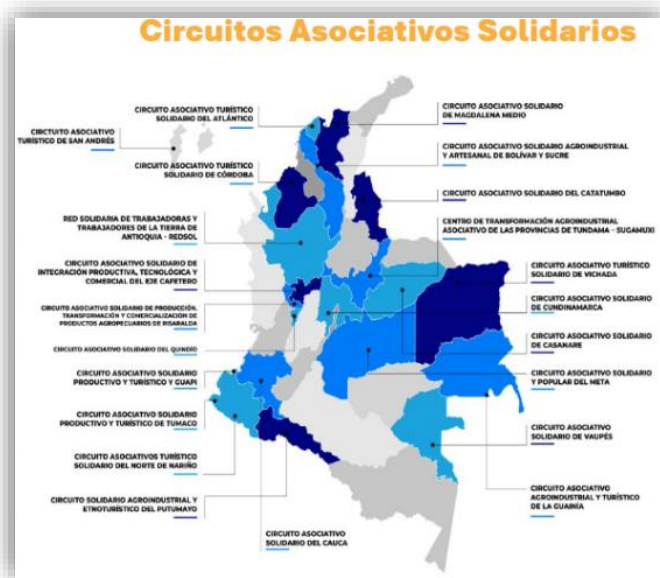 Circuitos Asociativos Solidarios
CIRCUITO ASOCIATIVO TURÍSTICO
SOLIDARIO DEL ATLÁNTICO
CIRCTUITO ASOCIATIVO
TURÍSTICO DE SAN ANDRÉS
CIRCUITO ASOCIATIVO TURÍSTICO
SOLIDARIO DE CÓRDOBA
RED SOLIDARIA DE TRABAJADORAS Y
TRABAJADORES DE LA TIERRA DE
ANTIOQUIA - REDSOL
CIRCUITO ASOCIATIVO SOLIDARIO DE
INTEGRACIÓN PRODUCTIVA, TECNOLÓGICA Y
COMERCIAL DEL EJE CAFETERO
CIRCUITO ASOCIATIVO SOLIDARIO DE PRODUCCIÓN,
TRANSFORMACIÓN Y COMERCIALIZACIÓN DE
PRODUCTOS AGROPECUARIOS DE RISARALDA
CIRCUITO ASOCIATIVO SOLIDARIO DEL QUINDÍO
CIRCUITO ASOCIATIVO SOLIDARIO
PRODUCTIVO Y TURÍSTICO Y GUAPI
CIRCUITO ASOCIATIVO SOLIDARIO
PRODUCTIVO Y TURÍSTICO DE TUMACO
CIRCUITO ASOCIATIVOS TURÍSTICO
SOLIDARIO DEL NORTE DE NARIÑO
CIRCUITO SOLIDARIO AGROINDUSTRIAL Y
ETNOTURÍSTICO DEL PUTUMAYO
CIRCUITO ASOCIATIVO
SOLIDARIO DEL CAUCA
CIRCUITO ASOCIATIVO SOLIDARIO
DE MAGDALENA MEDIO
CIRCUITO ASOCIATIVO SOLIDARIO AGROINDUSTRIAL
Y ARTESANAL DE BOLÍVAR Y SUCRE
CIRCUITO ASOCIATIVO SOLIDARIO DEL CATATUMBO
CENTRO DE TRANSFORMACIÓN AGROINDUSTRIAL
ASOCIATIVO DE LAS PROVINCIAS DE TUNDAMA - SUGAMUXI
CIRCUITO ASOCIATIVO TURÍSTICO
SOLIDARIO DE VICHADA
CIRCUITO ASOCIATIVO SOLIDARIO
DE CUNDINAMARCA
CIRCUITO ASOCIATIVO SOLIDARIO
DE CASANARE
CIRCUITO ASOCIATIVO SOLIDARIO
Y POPULAR DEL META
CIRCUITO ASOCIATIVO
SOLIDARIO DE VAUPÉS
CIRCUITO ASOCIATIVO
AGROINDUSTRIAL Y TURÍSTICO
DE LA GUAINÍA